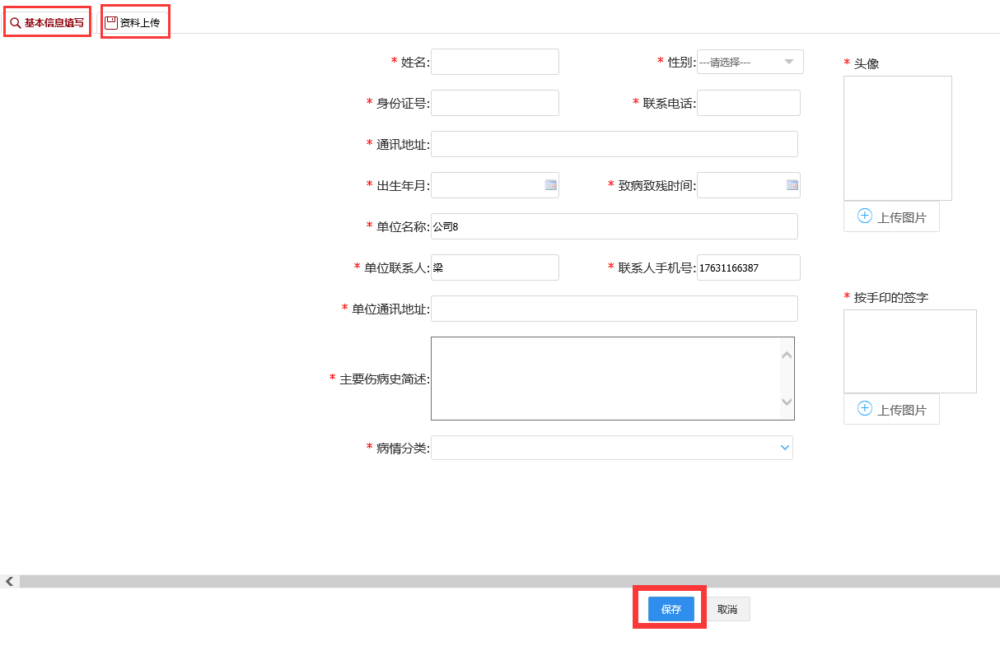 基本信息填写 资料上传
* 姓名: * 性别: ---请选择--- * 头像
* 身份证号: * 联系电话:
* 通讯地址:
* 出生年月: * 致病致残时间:
上传图片
* 单位名称: 公司8
* 单位联系人: 梁 * 联系人手机号: 17631166387
* 按手印的签字
* 单位通讯地址:
* 主要伤病史简述:
上传图片
* 病情分类:
保存 取消